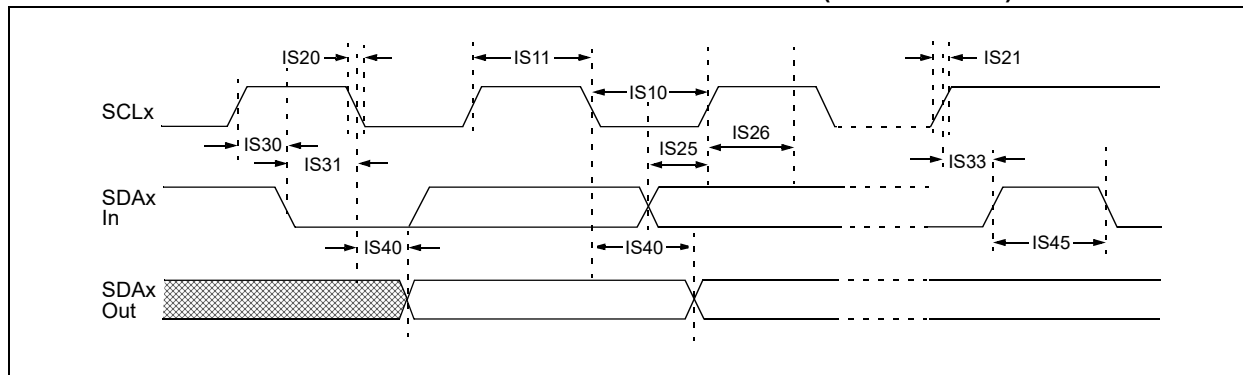 IS20
IS11
IS21
IS10
SCLx
IS26
IS30
IS25
IS31
IS33
SDAx
In
IS40
IS40
IS45
SDAx
Out